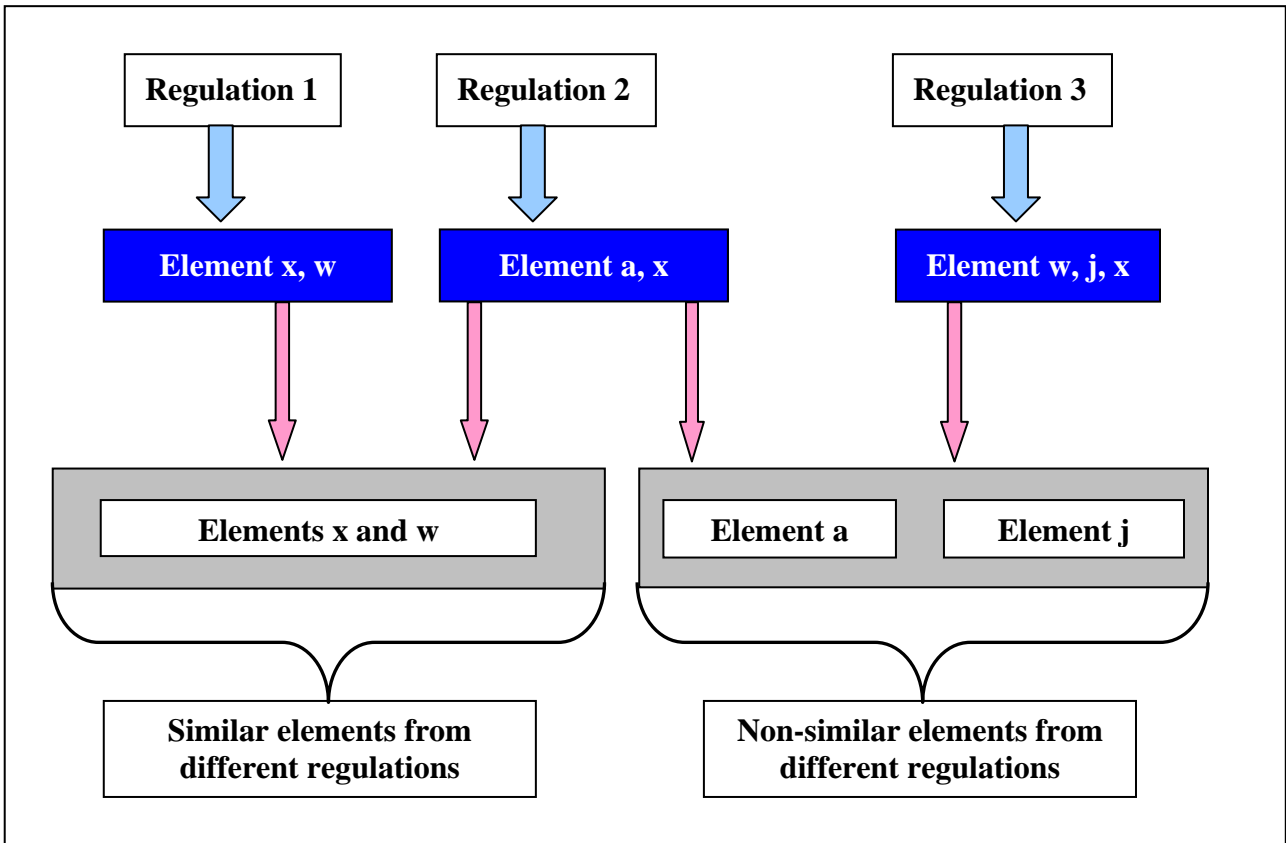 Regulation 1
Regulation 2
Regulation 3
Element x, w
Element a, x
Element w, j, x
Elements x and w
Element a
Element j
Similar elements from
different regulations
Non-similar elements from
different regulations